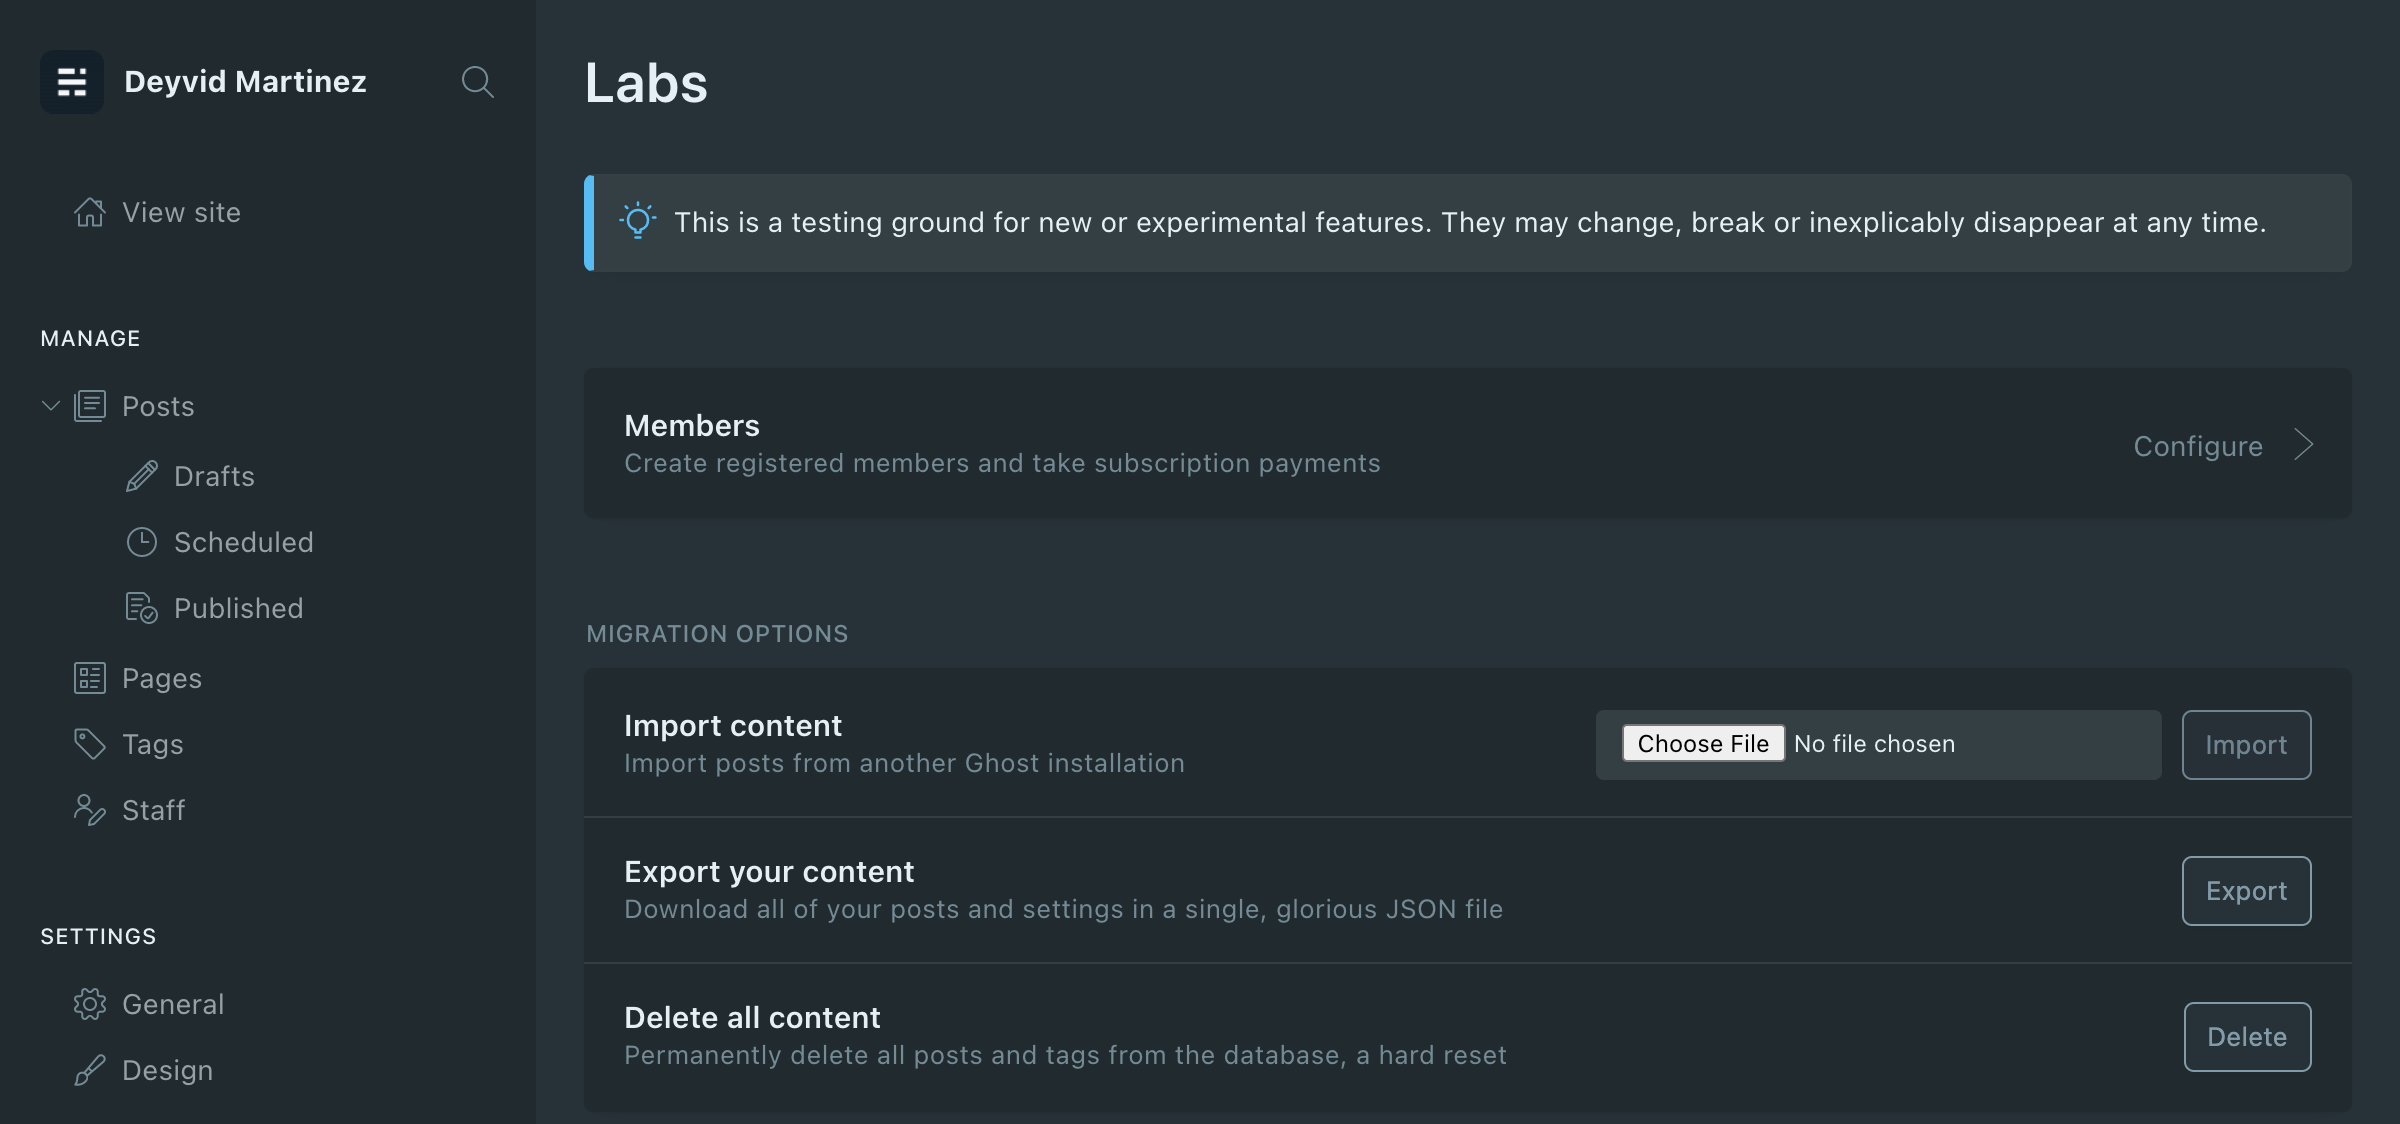 Deyvid Martinez
View site
MANAGE
Posts
Drafts
Scheduled
Published
Pages
Tags
Staff
SETTINGS
General
Design
Labs
This is a testing ground for new or experimental features. They may change, break or inexplicably disappear at any time.
Members
Create registered members and take subscription payments
Configure
MIGRATION OPTIONS
Import content
Import posts from another Ghost installation
Choose File No file chosen
Import
Export your content
Download all of your posts and settings in a single, glorious JSON file
Export
Delete all content
Permanently delete all posts and tags from the database, a hard reset
Delete